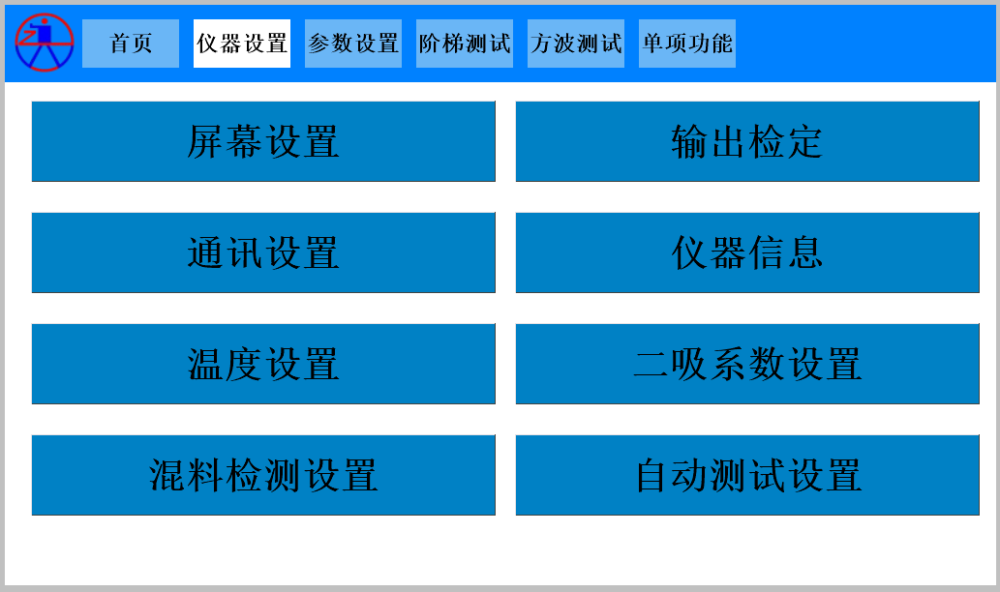 首页 仪器设置 参数设置 阶梯测试 方波测试 单项功能
屏幕设置 输出检定
通讯设置 仪器信息
温度设置 二吸系数设置
混料检测设置 自动测试设置